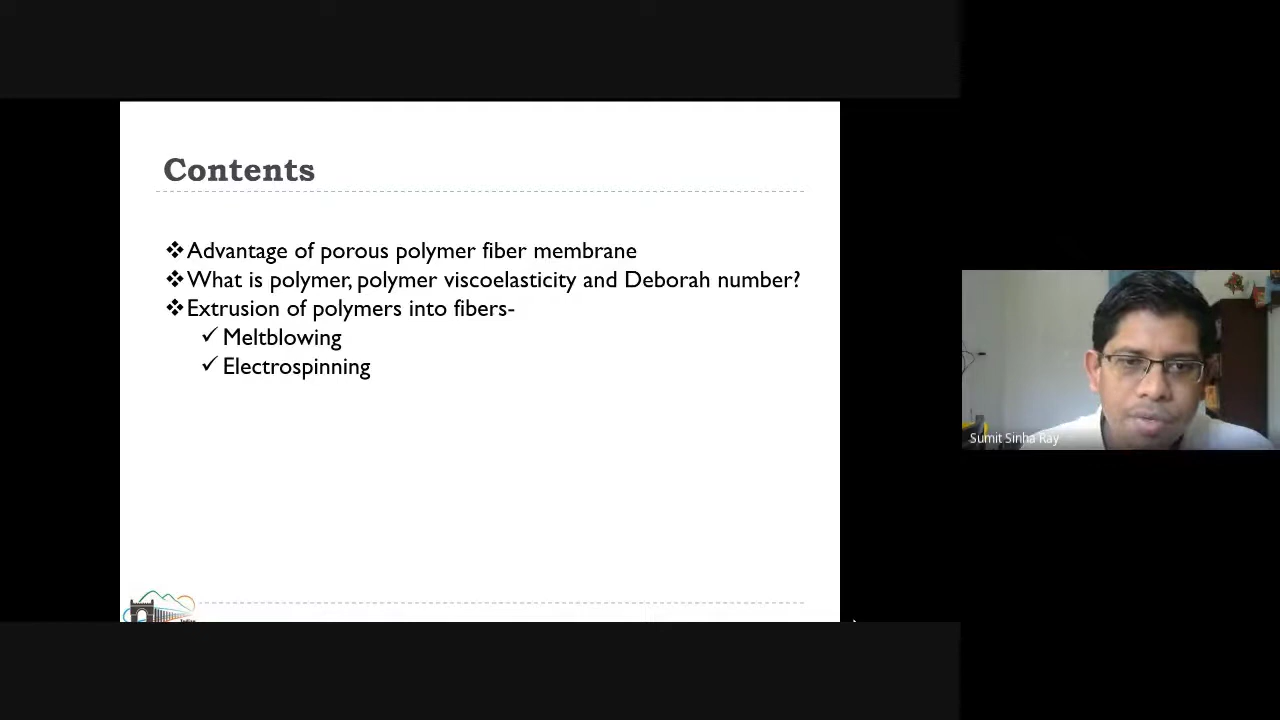 Contents
❖Advantage of porous polymer fiber membrane
❖What is polymer, polymer viscoelasticity and Deborah number?
❖Extrusion of polymers into fibers-
✓ Meltblowing
✓ Electrospinning
Sumit Sinha Ray